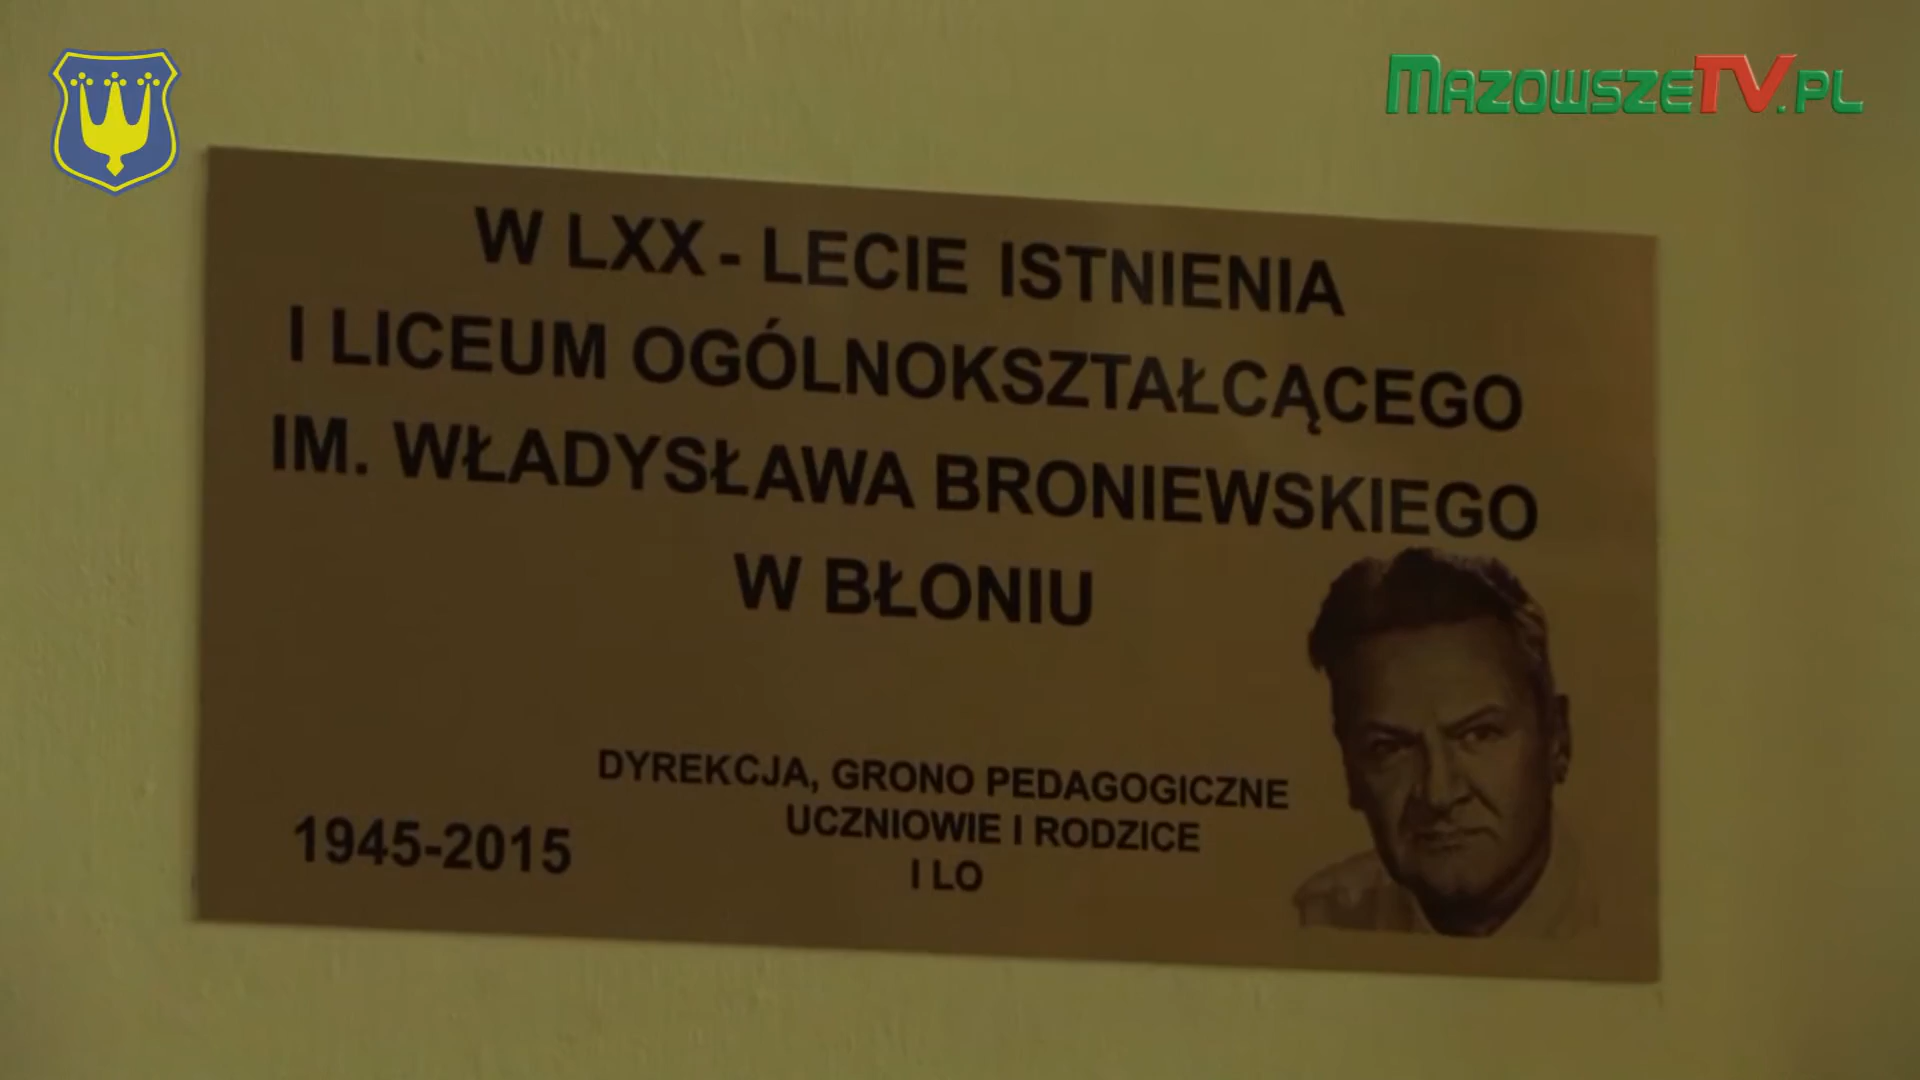 MAZOWSZETV.PL
W LXX - LECIE ISTNIENIA
I LICEUM OGÓLNOKSZTAŁCĄCEGO
IM. WŁADYSŁAWA BRONIEWSKIEGO
W BŁONIU
DYREKCJA, GRONO PEDAGOGICZNE
UCZNIOWIE I RODZICE
I LO
1945-2015